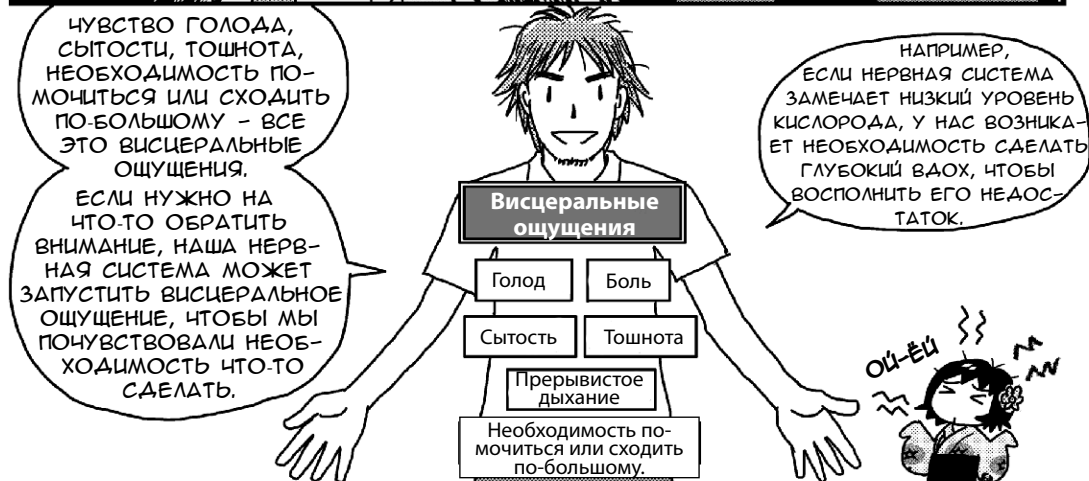 ЧУВСТВО ГОЛОДА,
СЫТОСТИ, ТОШНОТА,
НЕОБХОДИМОСТЬ ПО-
МОЧИТЬСЯ ИЛИ СХОДИТЬ
ПО-БОЛЬШОМУ – ВСЕ
ЭТО ВИСЦЕРАЛЬНЫЕ
ОЩУЩЕНИЯ.
ЕСЛИ НУЖНО НА
ЧТО-ТО ОБРАТИТЬ
ВНИМАНИЕ, НАША НЕРВ-
НАЯ СИСТЕМА МОЖЕТ
ЗАПУСТИТЬ ВИСЦЕРАЛЬНОЕ
ОЩУЩЕНИЕ, ЧТОБЫ МЫ
ПОЧУВСТВОВАЛИ НЕОБ-
ХОДИМОСТЬ ЧТО-ТО
СДЕЛАТЬ.
Висцеральные
ощущения
Голод
Боль
Сытость
Тошнота
Прерывистое
дыхание
Необходимость по-
мочиться или сходить
по-большому.
НАПРИМЕР,
ЕСЛИ НЕРВНАЯ СИСТЕМА
ЗАМЕЧАЕТ НИЗКИЙ УРОВЕНЬ
КИСЛОРОДА, У НАС ВОЗНИКА-
ЕТ НЕОБХОДИМОСТЬ СДЕЛАТЬ
ГЛУБОКИЙ ВДОХ, ЧТОБЫ
ВОСПОЛНИТЬ ЕГО НЕДОС-
ТАТОК.
ОЙ-ЁЙ